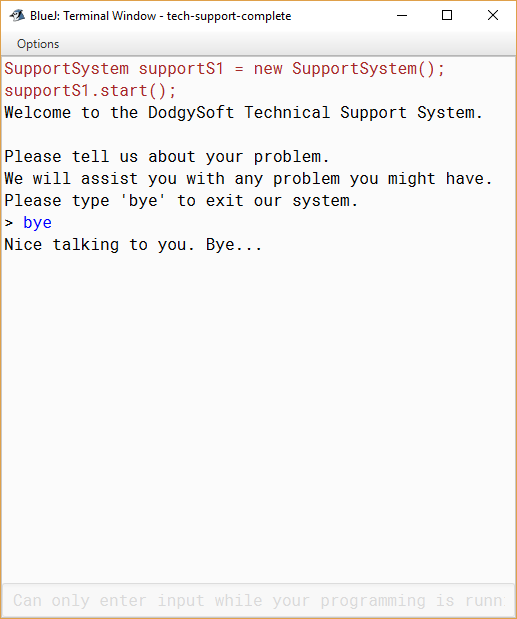 BlueJ: Terminal Window - tech-support-complete
Options
SupportSystem supportS1 = new SupportSystem();
supportS1.start();
Welcome to the DodgySoft Technical Support System.
Please tell us about your problem.
We will assist you with any problem you might have.
Please type 'bye' to exit our system.
> bye
Nice talking to you. Bye...
Can only enter input while your programming is runn